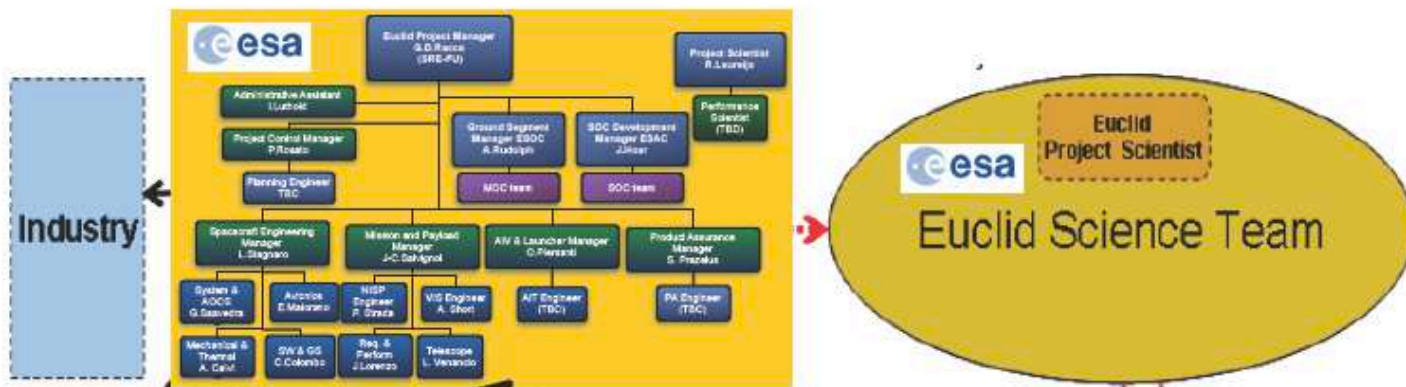 Industry
esa
Euclid Project Manager
G.D.Racca
(SRE-FU)
Project Scientist
R.Laureijs
Administrative Assistant
I.Luthold
Performance
Scientist
(TBD)
Project Control Manager
P.Rosato
Ground Segment
Manager ESOC
A.Rudolph
SOC Development
Manager ESAC
J.Hoar
Planning Engineer
TBC
MOC team
SOC team
Spacecraft Engineering
Manager
L.Stagnaro
Mission and Payload
Manager
J-C.Salvignol
AIV & Launcher Manager
Product Assurance
Manager
S. Prezelus
System &
AOCS
G.Saavedra
Avionics
E.Maiorano
NISP
Engineer
P. Strada
VIS Engineer
A. Short
AIT Engineer
(TBC)
PA Engineer
(TBC)
Mechanical &
Thermal
A. Calvi
SW & GS
C.Colombo
Req. &
Perform
J.Lorenzo
Telescope
L. Venancio
Euclid
Project Scientist
esa
Euclid Science Team